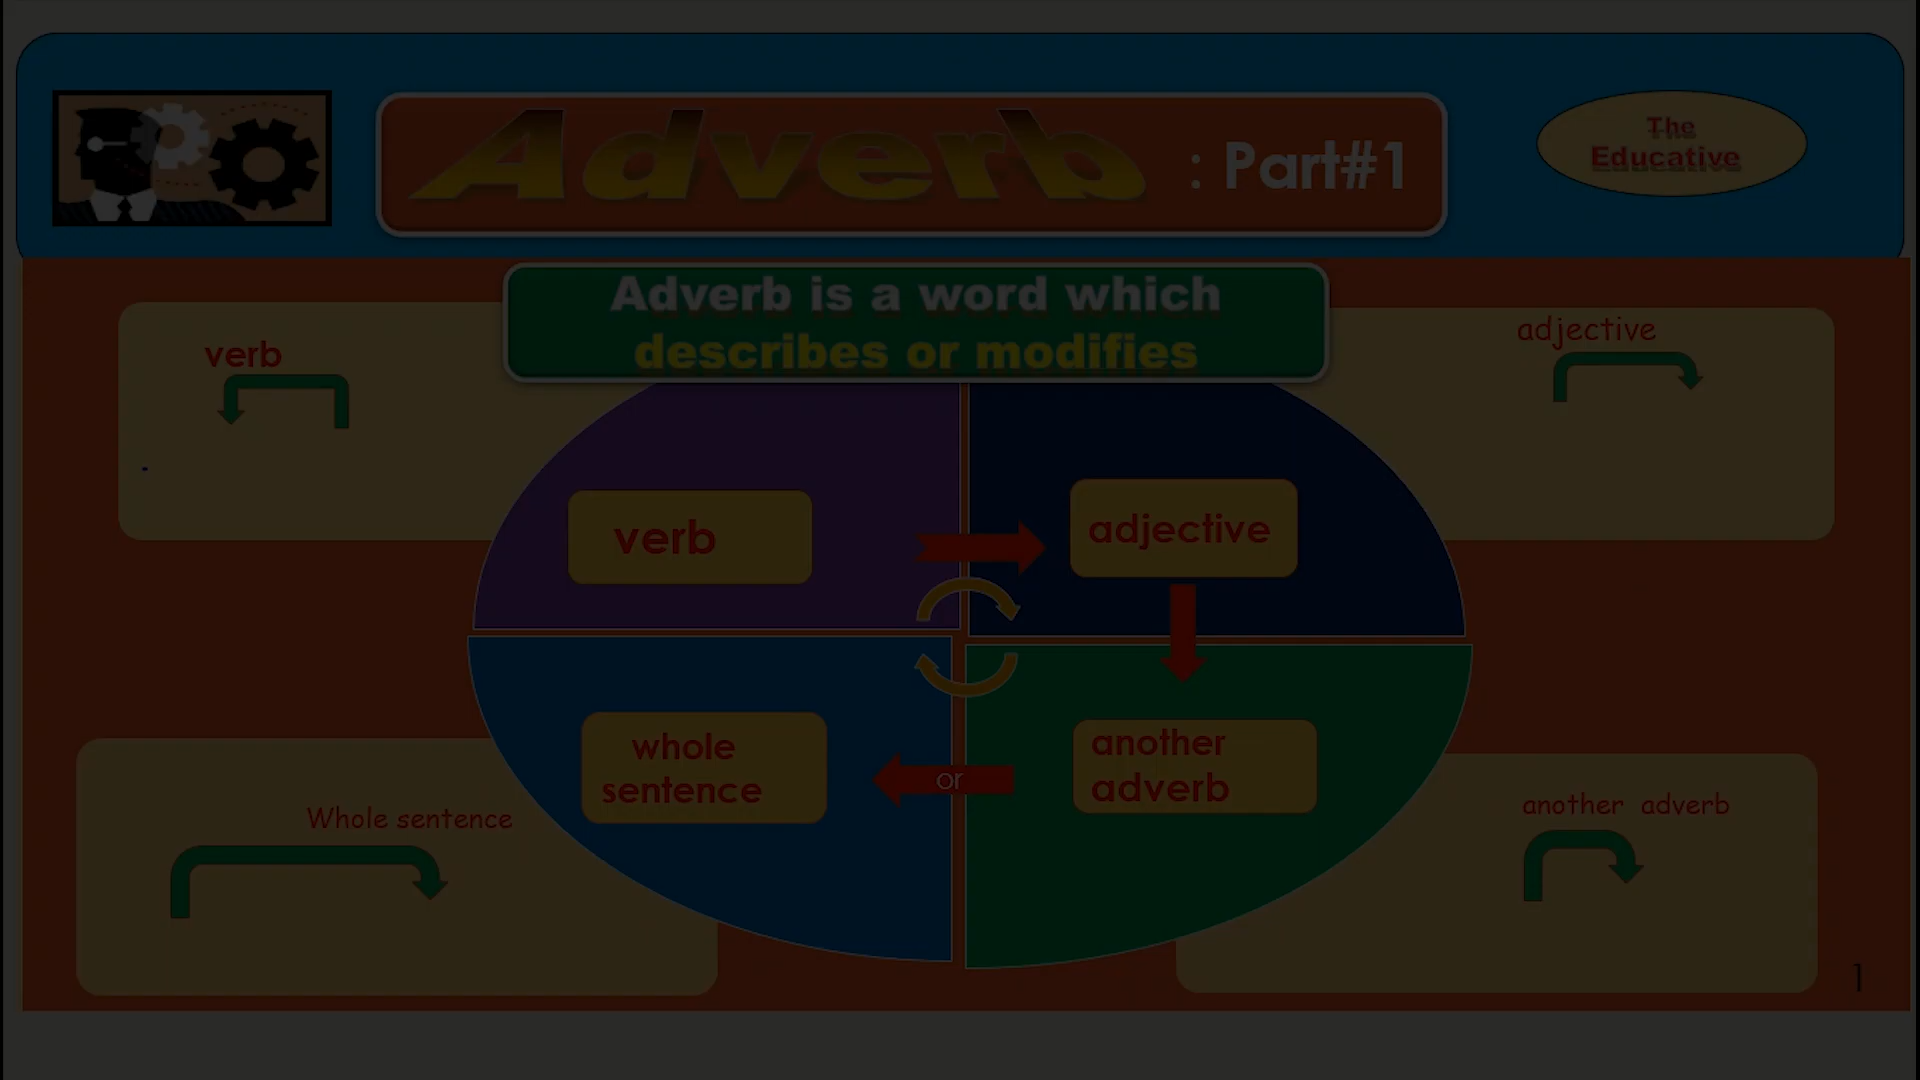 Adverb : Part#1
The
Educative
Adverb is a word which
describes or modifies
verb
adjective
verb
adjective
whole
sentence
or
another
adverb
Whole sentence
another adverb
1